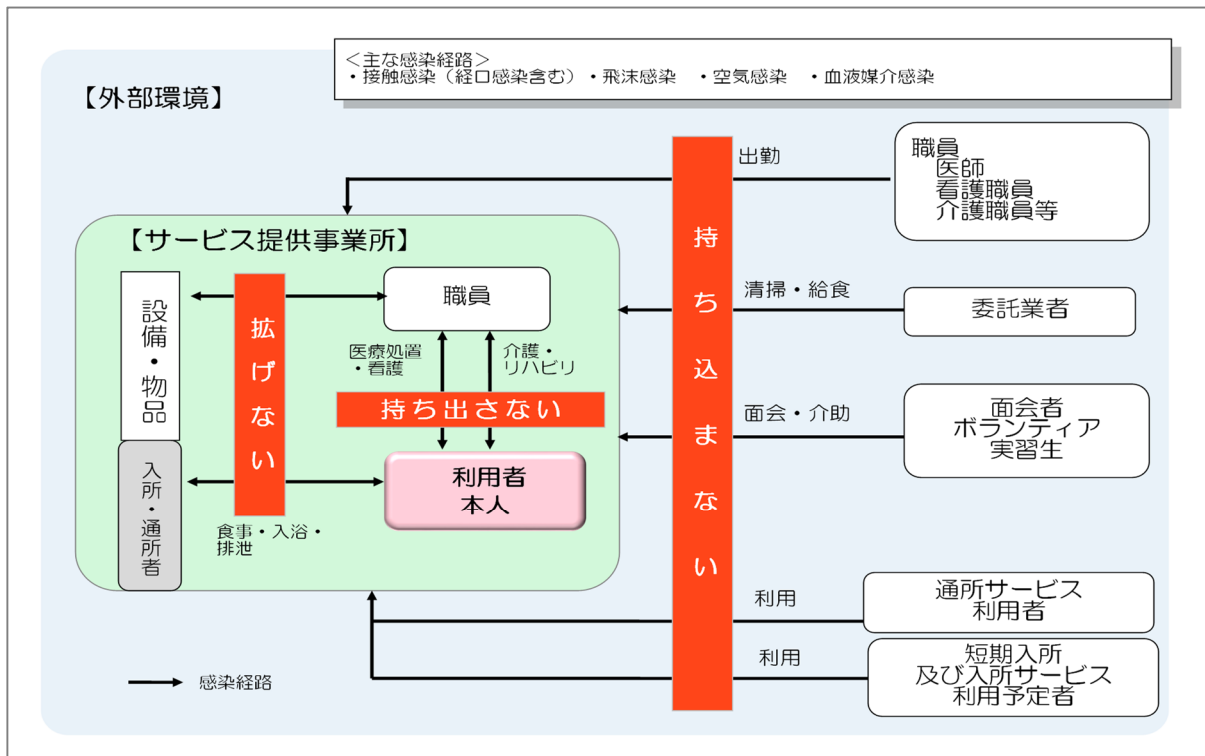 ＜主な感染経路＞
・接触感染（経口感染含む）・飛沫感染　・空気感染　・血液媒介感染
【外部環境】
出勤
職員
医師
看護職員
介護職員等
持ち込まない
【サービス提供事業所】
設備・物品
拡げない
職員
清掃・給食
委託業者
医療処置
・看護
介護・
リハビリ
持ち出さない
面会・介助
面会者
ボランティア
実習生
入所・通所者
利用者
本人
食事・入浴・
排泄
利用
通所サービス
利用者
利用
短期入所
及び入所サービス
利用予定者
感染経路